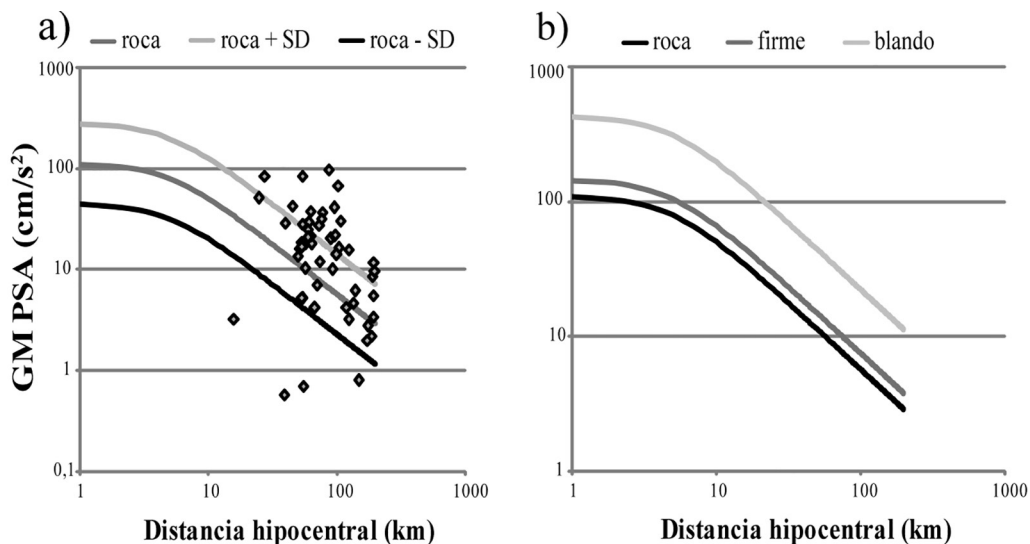 a)
roca roca + SD roca - SD
1000
100
10
1
0,1
1 10 100 1000
GM PSA (cm/s²)
Distancia hipocentral (km)
b)
roca firme blando
1000
100
10
1
1 10 100 1000
Distancia hipocentral (km)